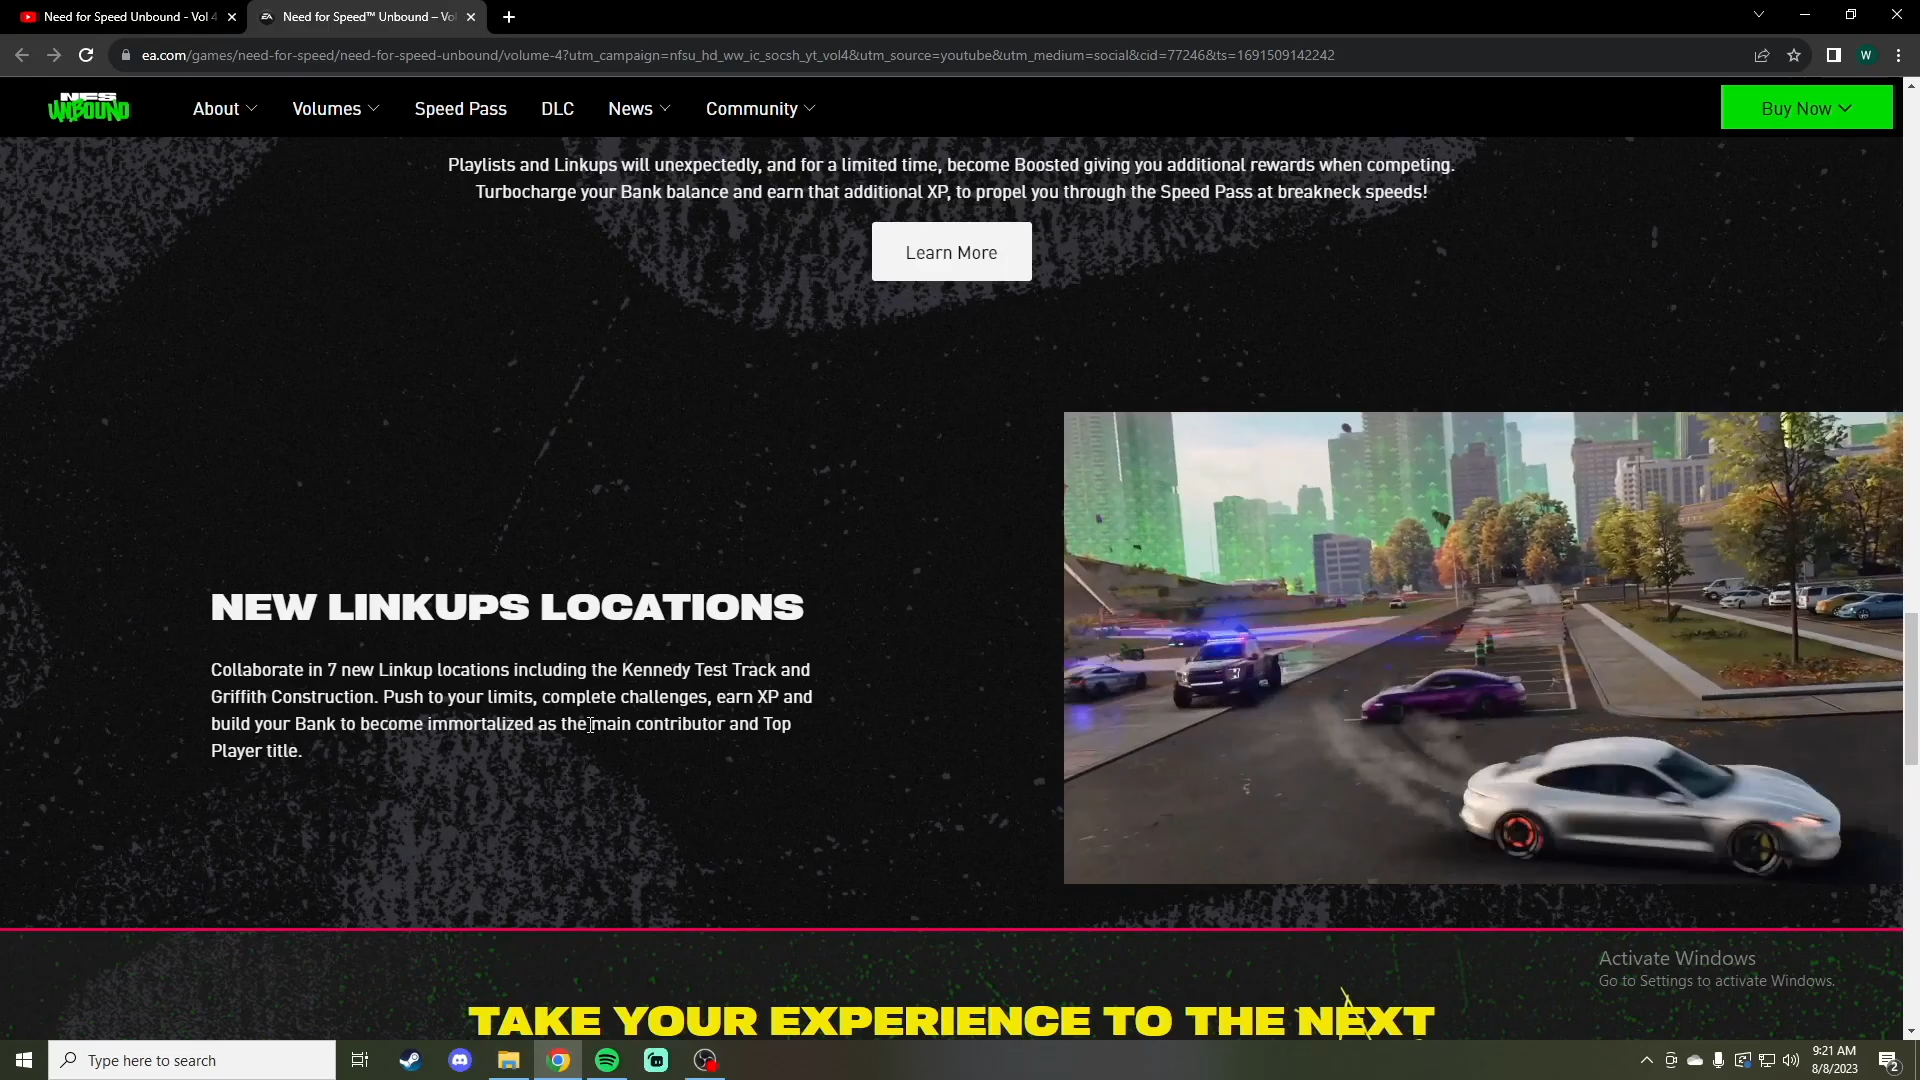 Need for Speed Unbound - Vol 4
Need for Speed™ Unbound – Vol
ea.com/games/need-for-speed/need-for-speed-unbound/volume-4?utm_campaign=nfsu_hd_ww_ic_socsh_yt_vol4&utm_source=youtube&utm_medium=social&cid=77246&ts=1691509142242
W
NFS
UNBOUND
About
Volumes
Speed Pass
DLC
News
Community
Buy Now
Playlists and Linkups will unexpectedly, and for a limited time, become Boosted giving you additional rewards when competing.
Turbocharge your Bank balance and earn that additional XP, to propel you through the Speed Pass at breakneck speeds!
Learn More
NEW LINKUPS LOCATIONS
Collaborate in 7 new Linkup locations including the Kennedy Test Track and
Griffith Construction. Push to your limits, complete challenges, earn XP and
build your Bank to become immortalized as the main contributor and Top
Player title.
Activate Windows
Go to Settings to activate Windows.
TAKE YOUR EXPERIENCE TO THE NEXT
Type here to search
9:21 AM
8/8/2023
2